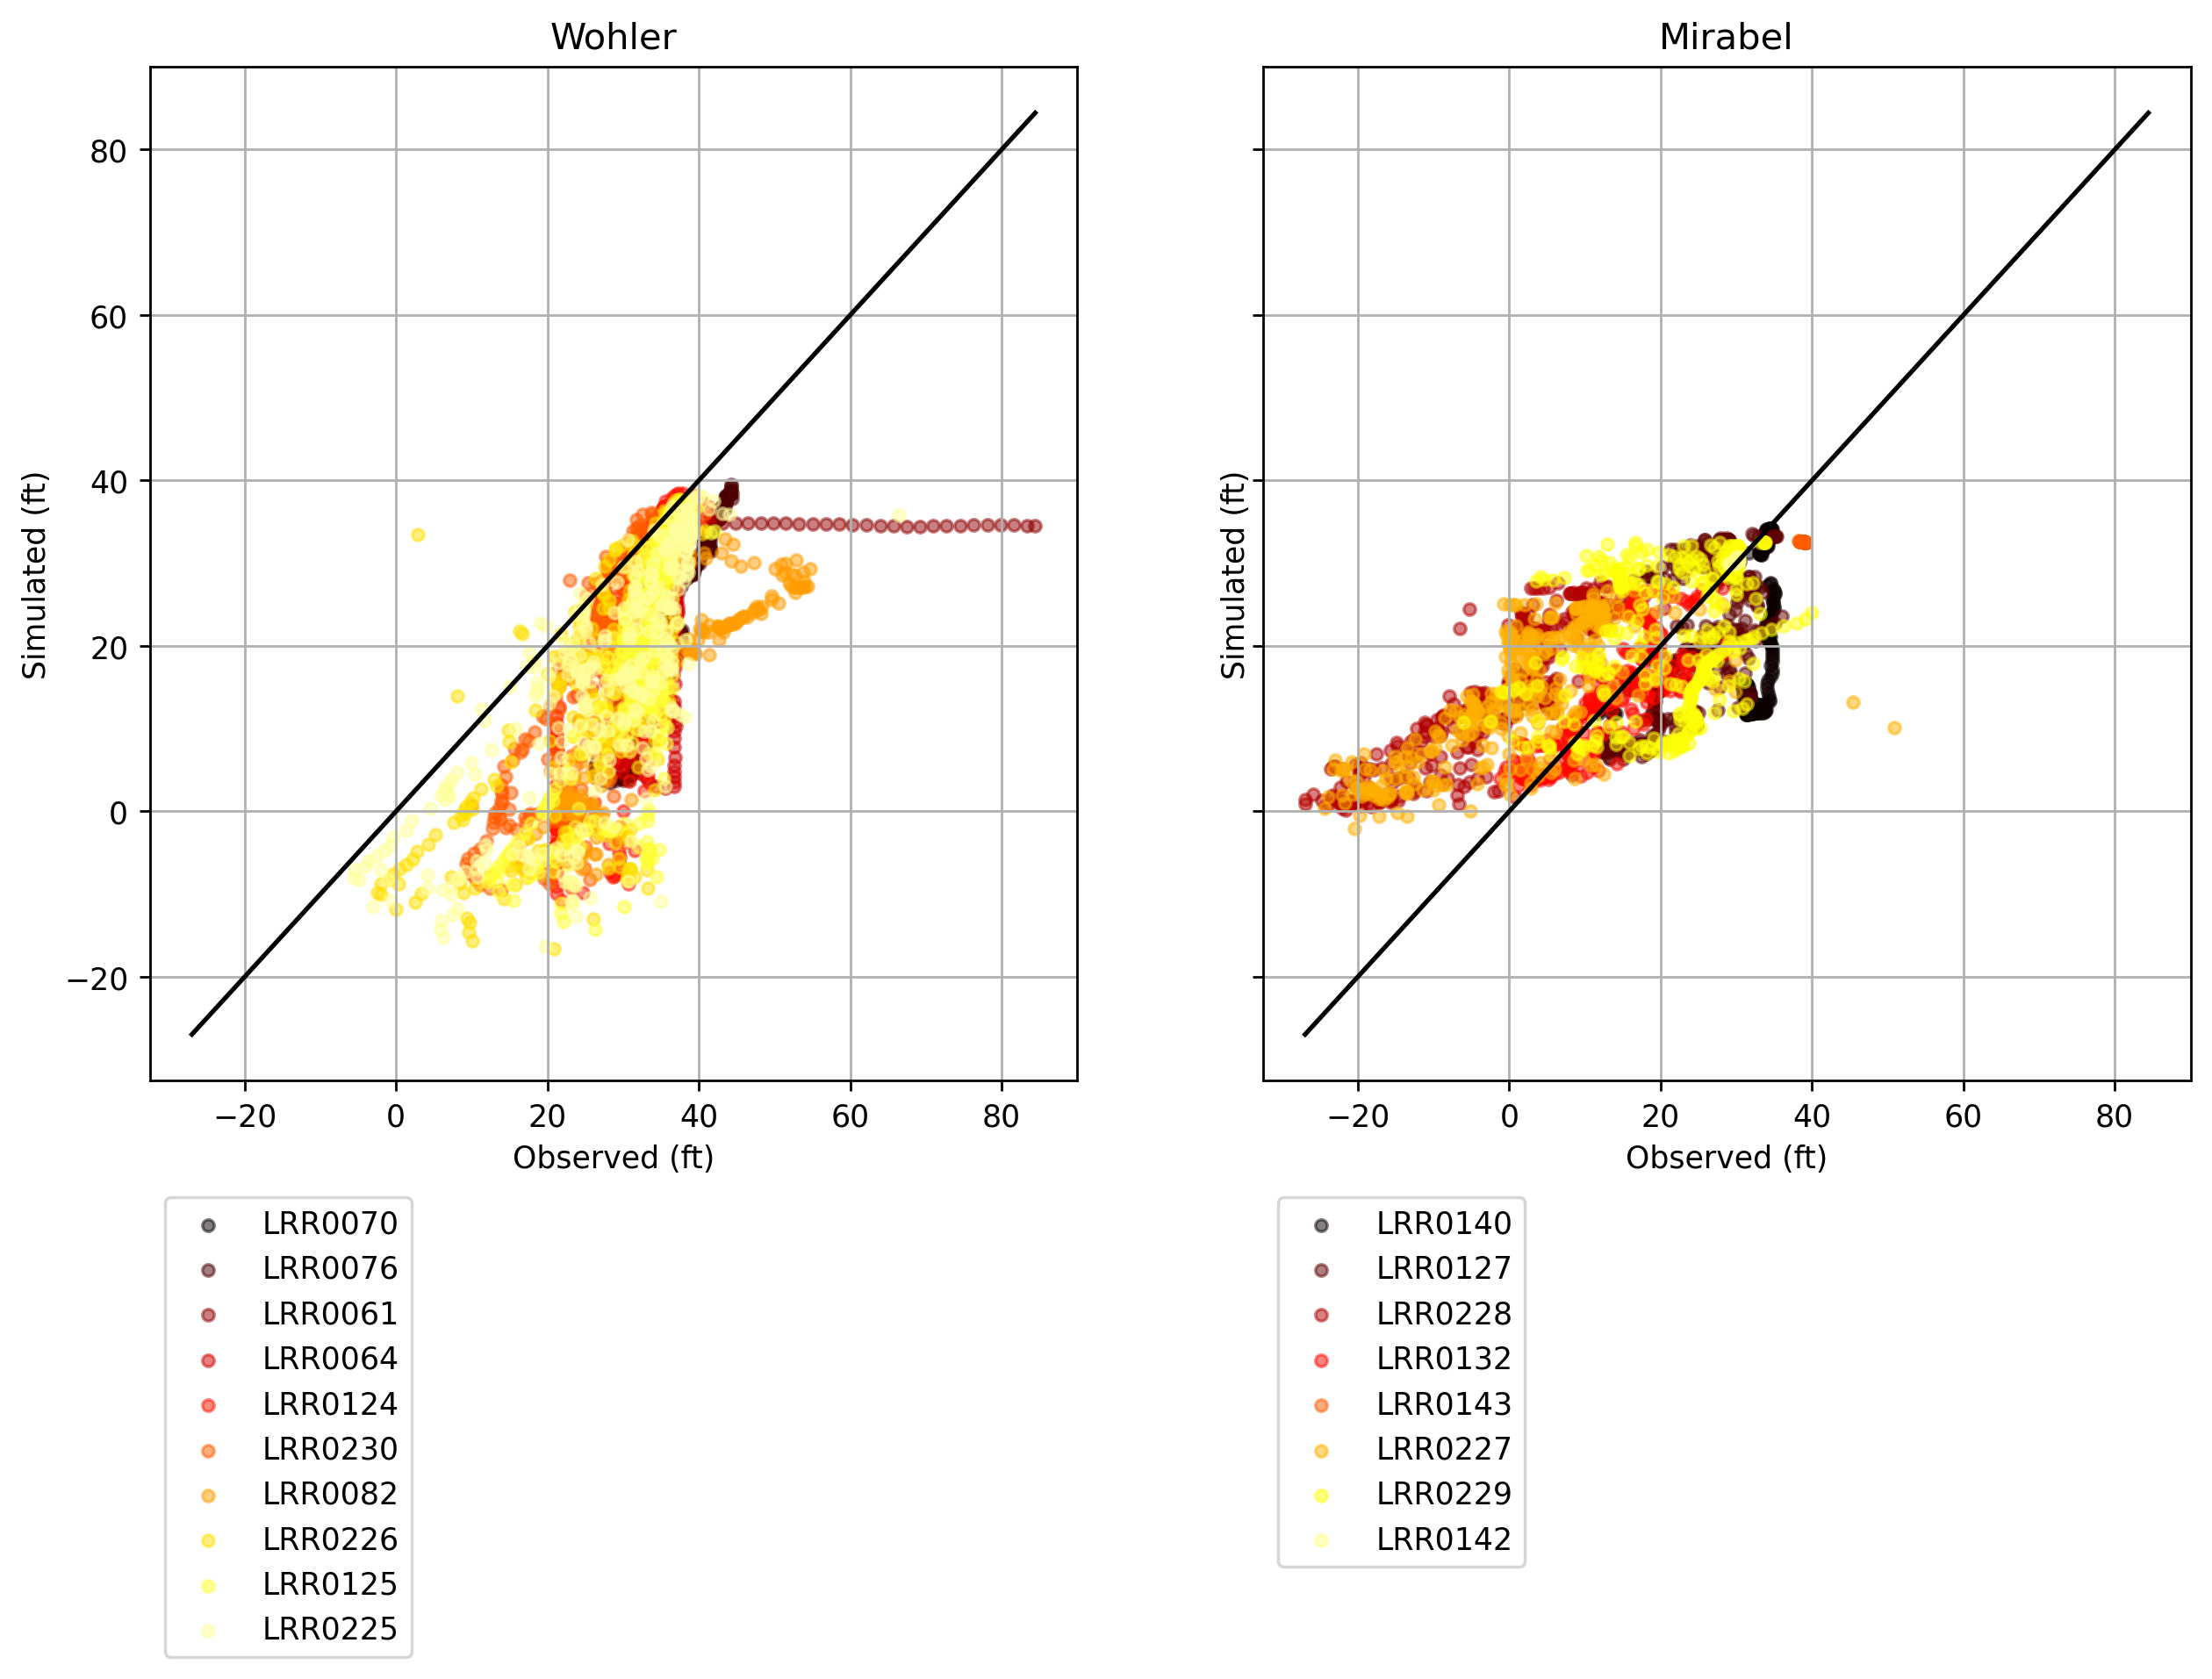 Wohler
Mirabel
80
60
40
20
0
−20
Simulated (ft)
Simulated (ft)
−20 0 20 40 60 80
−20 0 20 40 60 80
Observed (ft)
Observed (ft)
LRR0070
LRR0076
LRR0061
LRR0064
LRR0124
LRR0230
LRR0082
LRR0226
LRR0125
LRR0225
LRR0140
LRR0127
LRR0228
LRR0132
LRR0143
LRR0227
LRR0229
LRR0142